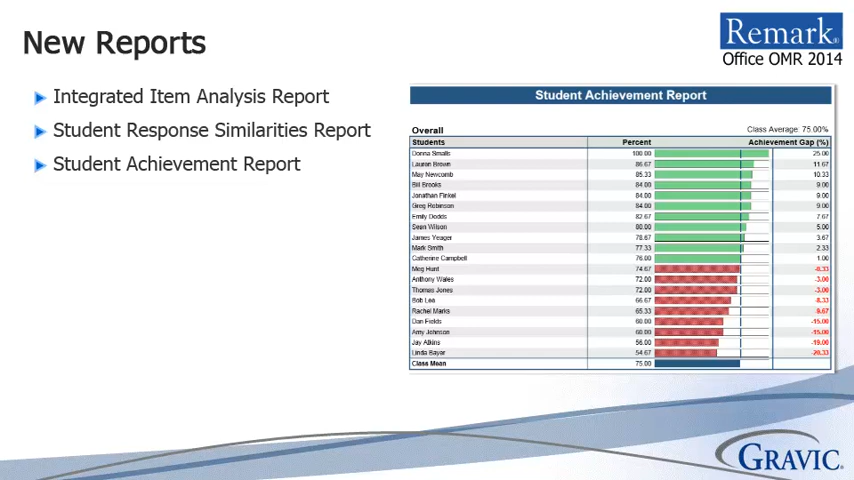 New Reports
Remark®
Office OMR 2014
Integrated Item Analysis Report
Student Response Similarities Report
Student Achievement Report
Student Achievement Report
Overall Class Average: 75.00%
Students Percent Achievement Gap (%)
Donna Smalls 100.00 25.00
Lauren Brown 86.67 11.67
May Newcomb 85.33 10.33
Bill Brooks 84.00 9.00
Jonathan Finkel 84.00 9.00
Greg Robinson 84.00 9.00
Emily Dodds 82.67 7.67
Sean Wilson 80.00 5.00
James Yeager 78.67 3.67
Mark Smith 77.33 2.33
Catherine Campbell 76.00 1.00
Meg Hunt 74.67 -0.33
Anthony Wales 72.00 -3.00
Thomas Jones 72.00 -3.00
Bob Lee 66.67 -8.33
Rachel Marks 65.33 -9.67
Dan Fields 60.00 -15.00
Amy Johnson 60.00 -15.00
Jay Atkins 56.00 -19.00
Linda Bayer 54.67 -20.33
Class Mean 75.00
GRAVIC®